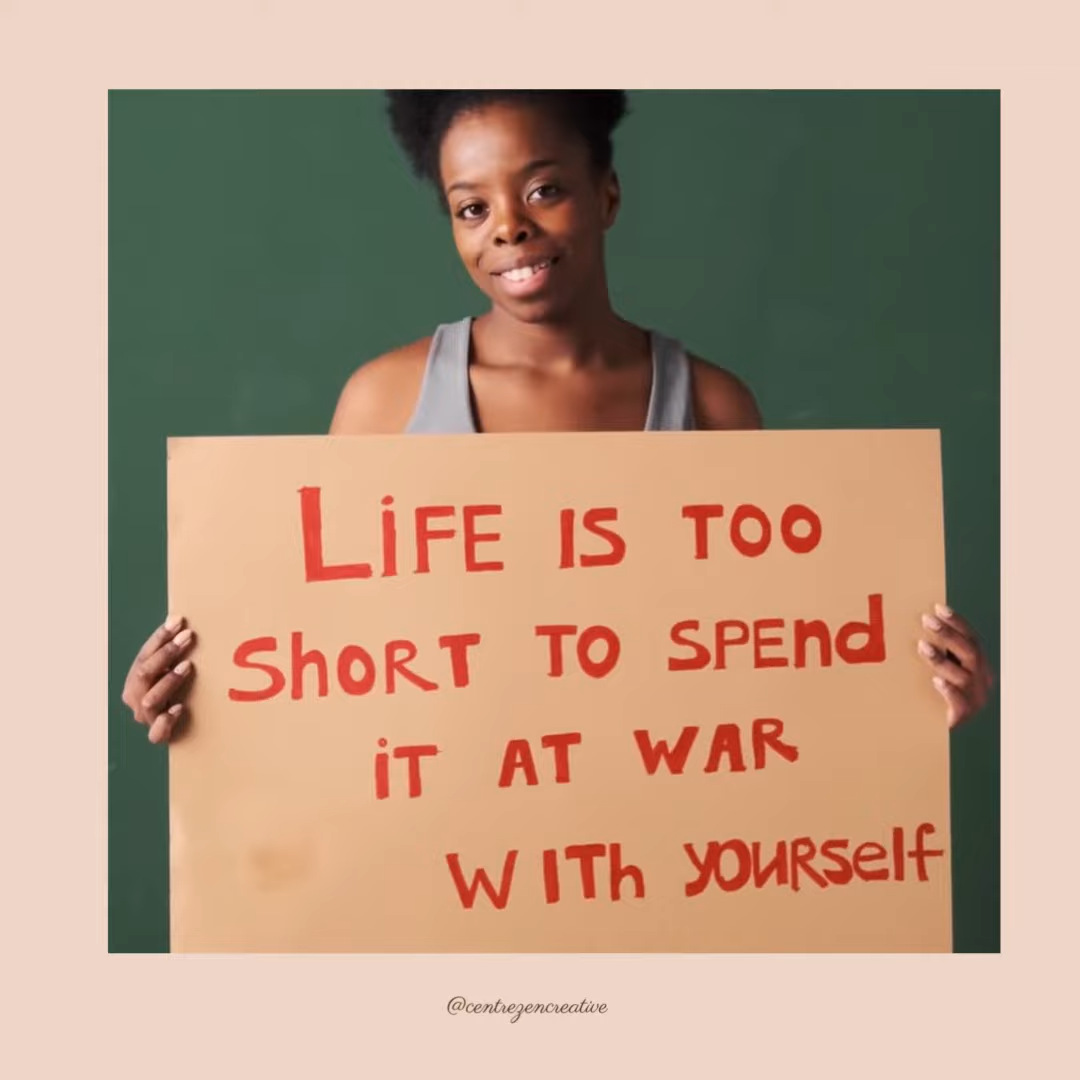 LiFE IS TOO
ShORT TO SPEnd
iT AT WAR
WITh yOURSelf
@centrezencreative